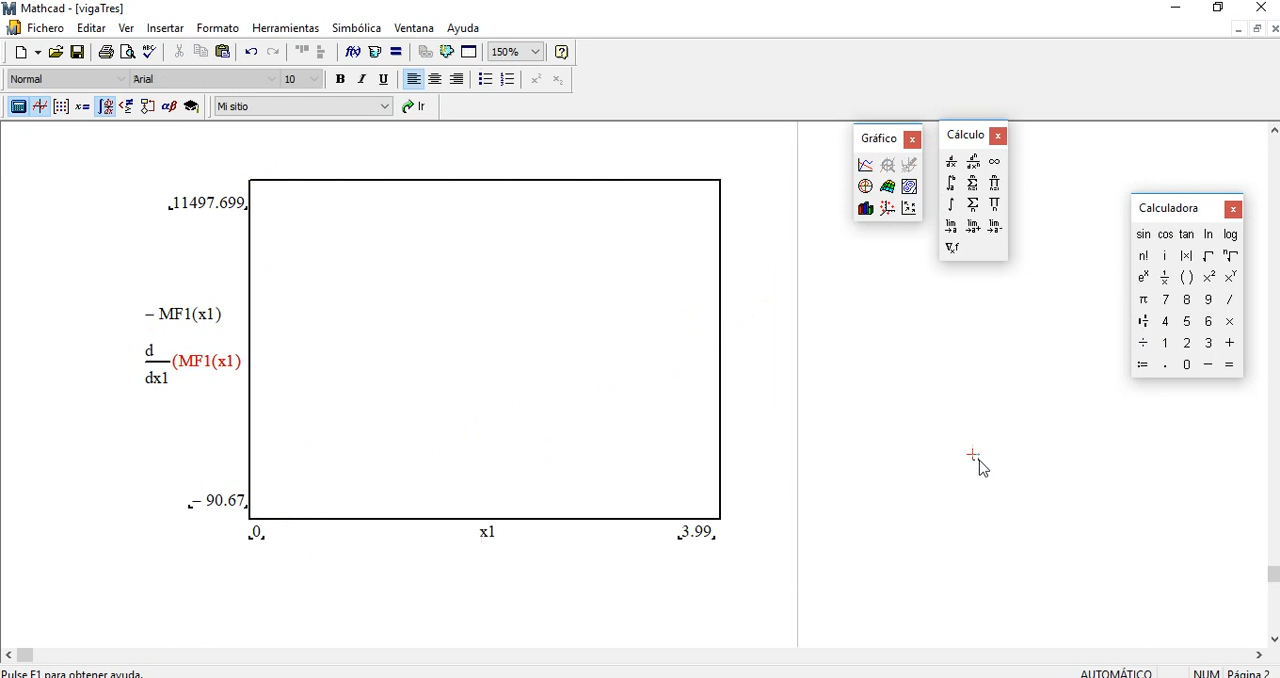 Mathcad - [vigaTres]
Fichero Editar Ver Insertar Formato Herramientas Simbólica Ventana Ayuda
150%
Normal Arial 10 B I U
Mi sitio Ir
Gráfico x
Cálculo x
Calculadora x
sin cos tan ln log
n! i |×| √ ⁿ√
eˣ 1/x ( ) ×² ×ʸ
π 7 8 9 /
4 5 6 ×
÷ 1 2 3 +
:= . 0 − =
11497.699
− MF1(x1)
d
dx1
(MF1(x1)
− 90.67
0 x1 3.99
Pulse F1 para obtener ayuda. AUTOMÁTICO NUM Página 2